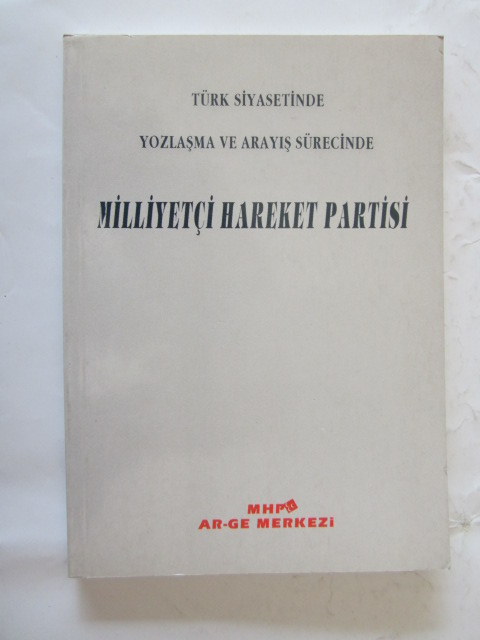 TÜRK SİYASETİNDE
YOZLAŞMA VE ARAYIŞ SÜRECİNDE
MİLLİYETÇİ HAREKET PARTİSİ
MHP
AR-GE MERKEZİ